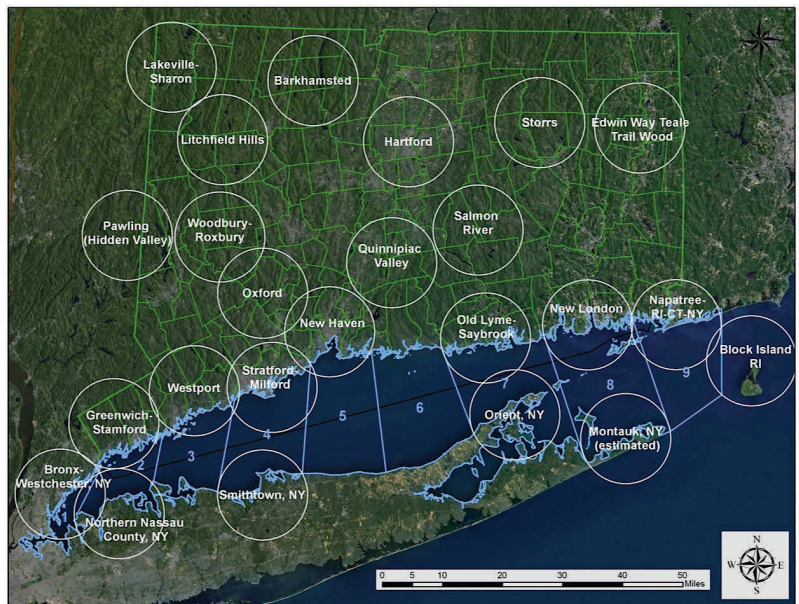 Lakeville-
Sharon
Barkhamsted
Litchfield Hills
Hartford
Storrs
Edwin Way Teale
Trail Wood
Pawling
(Hidden Valley)
Woodbury-
Roxbury
Salmon
River
Quinnipiac
Valley
Oxford
New Haven
Old Lyme-
Saybrook
New London
Napatree-
RI-CT-NY
Block Island
RI
Westport
Stratford-
Milford
Greenwich-
Stamford
Bronx-
Westchester, NY
Northern Nassau
County, NY
Smithtown, NY
Orient, NY
Montauk, NY
(estimated)
1
2
3
4
5
6
7
8
9
N
W E
S
0 5 10 20 30 40 50
Miles